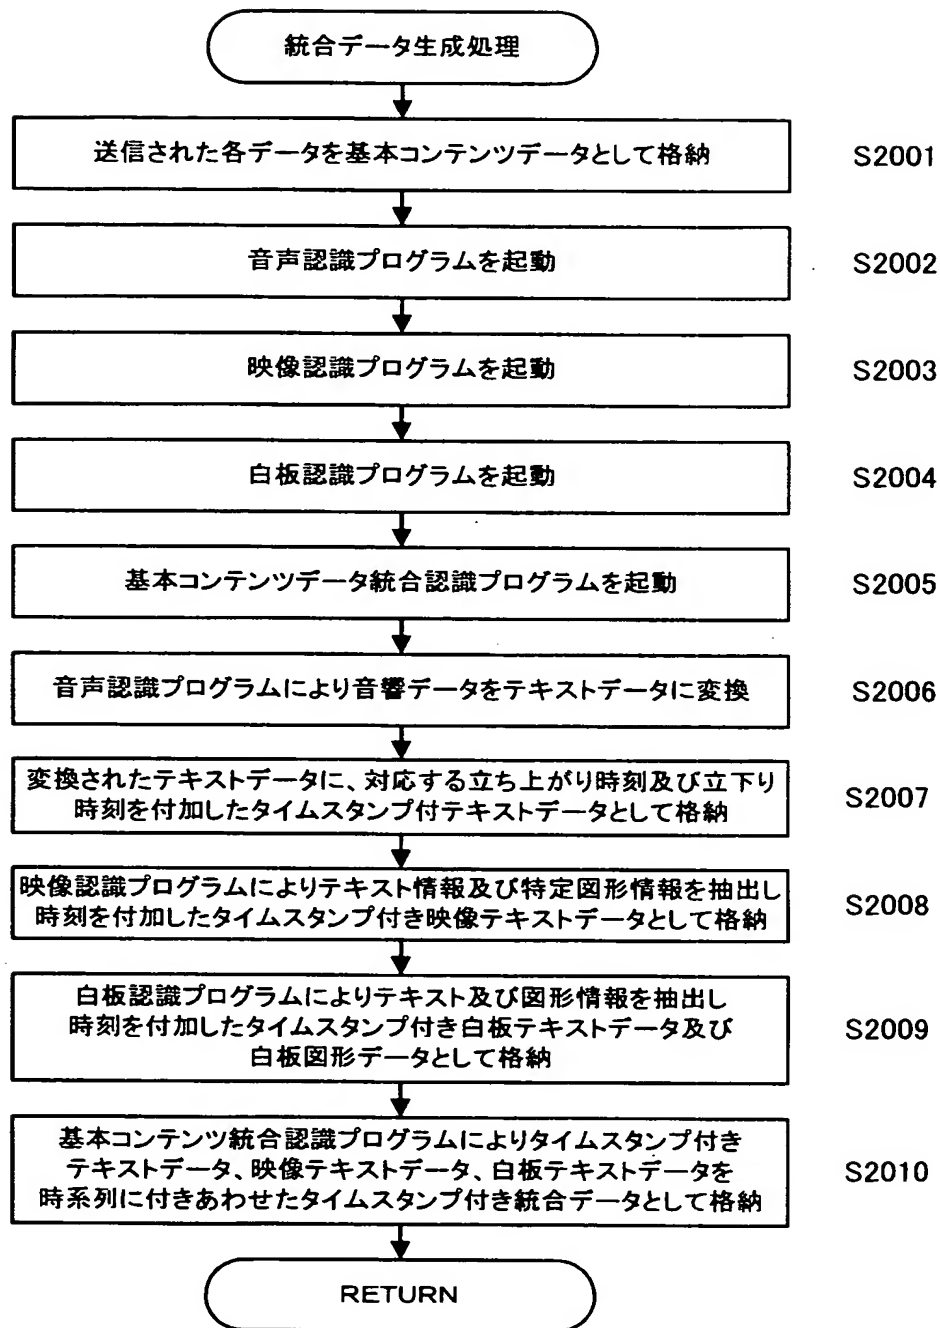 統合データ生成処理
送信された各データを基本コンテンツデータとして格納
S2001
音声認識プログラムを起動
S2002
映像認識プログラムを起動
S2003
白板認識プログラムを起動
S2004
基本コンテンツデータ統合認識プログラムを起動
S2005
音声認識プログラムにより音響データをテキストデータに変換
S2006
変換されたテキストデータに、対応する立ち上がり時刻及び立下り
時刻を付加したタイムスタンプ付テキストデータとして格納
S2007
映像認識プログラムによりテキスト情報及び特定図形情報を抽出し
時刻を付加したタイムスタンプ付き映像テキストデータとして格納
S2008
白板認識プログラムによりテキスト及び図形情報を抽出し
時刻を付加したタイムスタンプ付き白板テキストデータ及び
白板図形データとして格納
S2009
基本コンテンツ統合認識プログラムによりタイムスタンプ付き
テキストデータ、映像テキストデータ、白板テキストデータを
時系列に付きあわせたタイムスタンプ付き統合データとして格納
S2010
RETURN